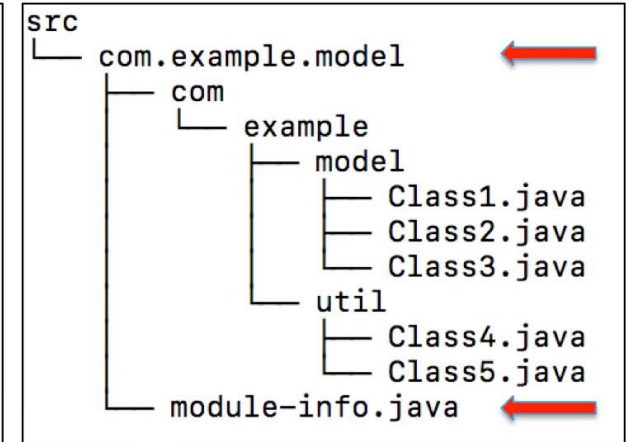 src
com.example.model
com
example
model
Class1.java
Class2.java
Class3.java
util
Class4.java
Class5.java
module-info.java